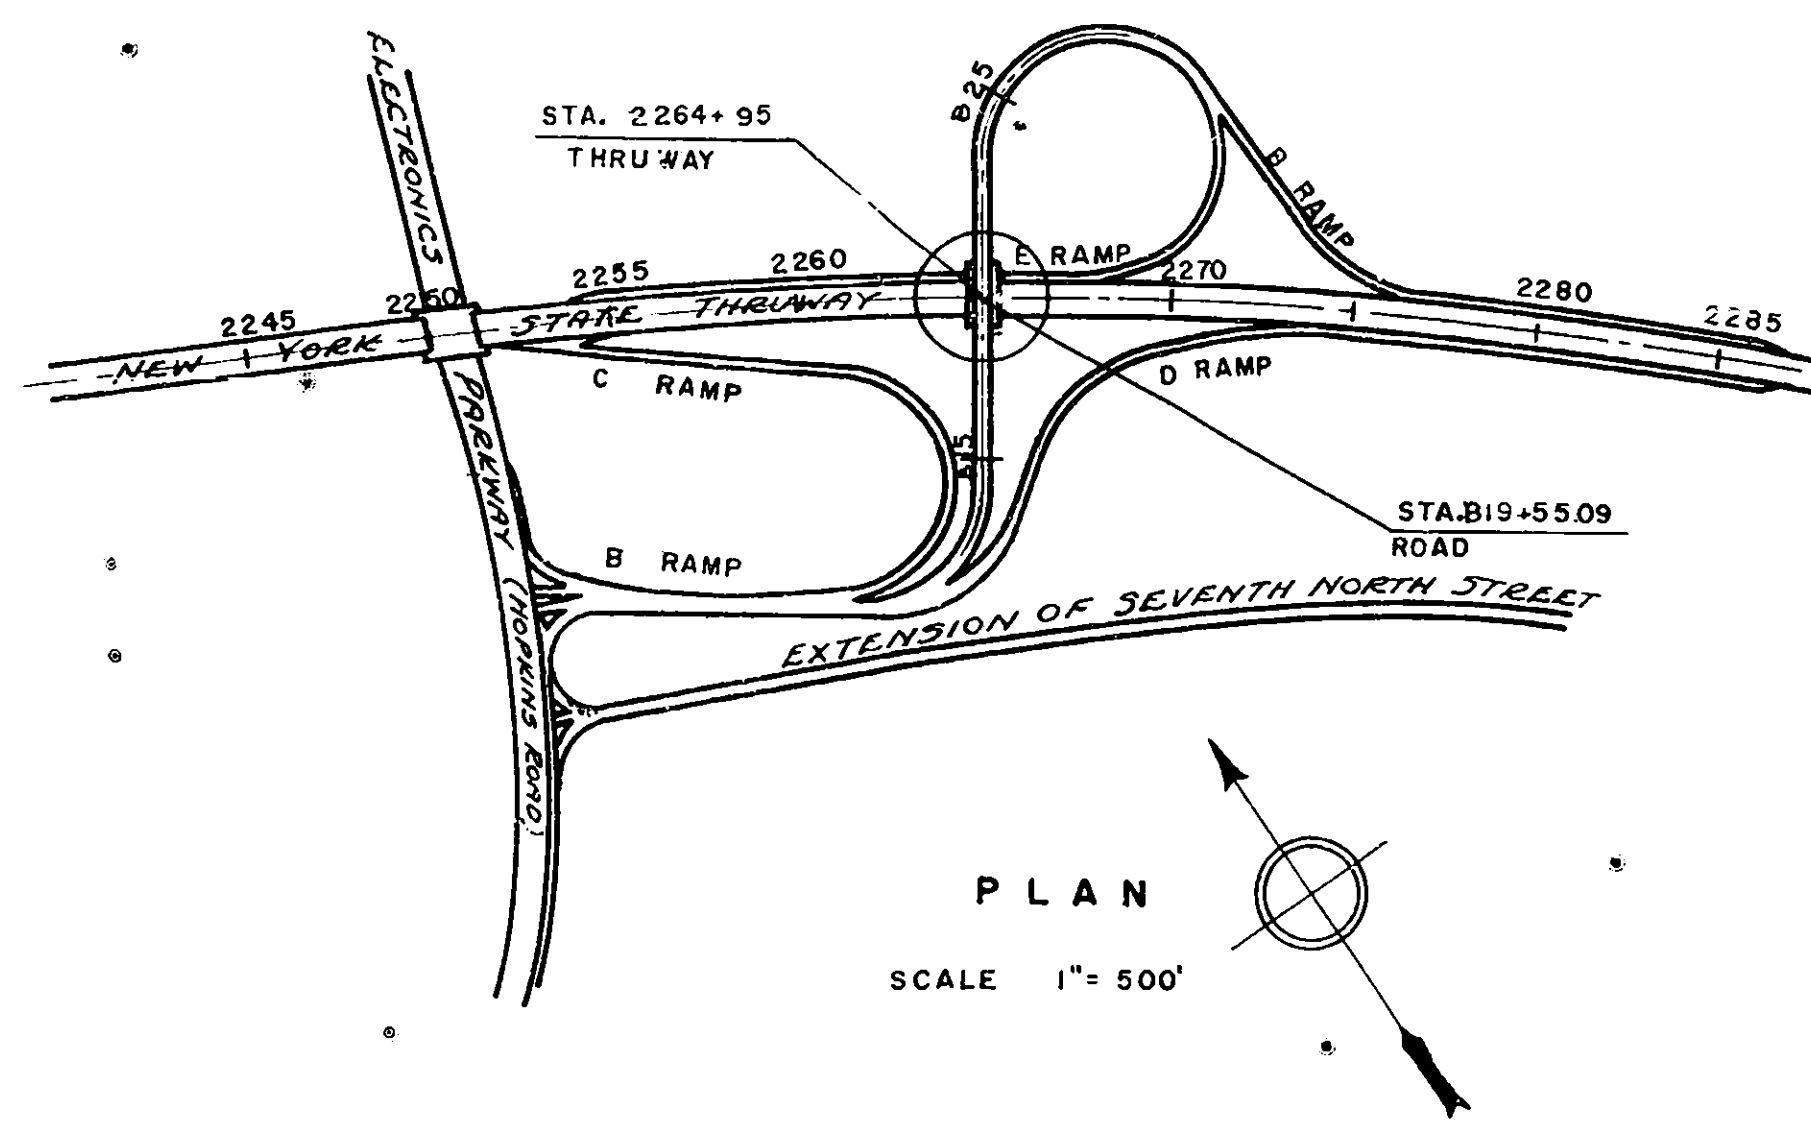 ELECTRONICS PARKWAY (HOPKINS ROAD)
STA. 2264+95
THRUWAY
B 25
B RAMP
E RAMP
2245
2250
2255
2260
2270
2280
2285
NEW YORK STATE THRUWAY
C RAMP
D RAMP
B15
STA.B19+55.09
ROAD
B RAMP
EXTENSION OF SEVENTH NORTH STREET
PLAN
SCALE 1"= 500'